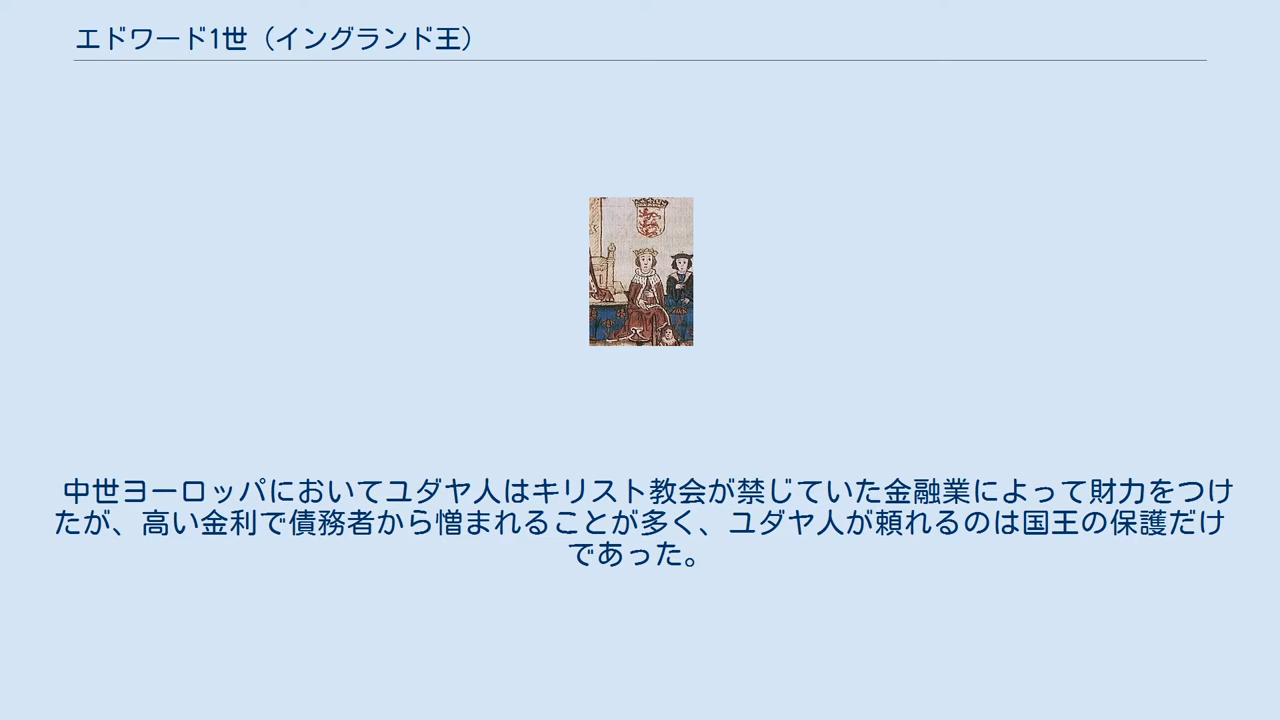 エドワード1世（イングランド王）
中世ヨーロッパにおいてユダヤ人はキリスト教会が禁じていた金融業によって財力をつけ
たが、高い金利で債務者から憎まれることが多く、ユダヤ人が頼れるのは国王の保護だけ
であった。